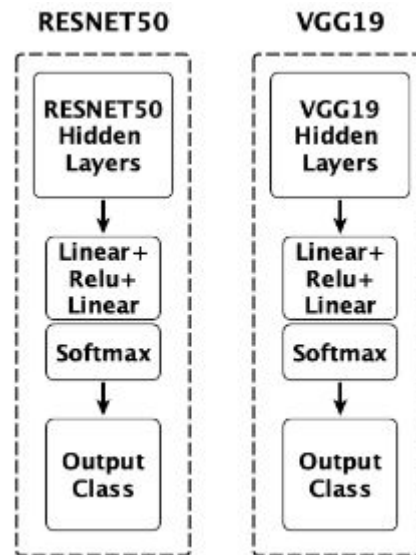 RESNET50
RESNET50
Hidden
Layers
Linear+
Relu+
Linear
Softmax
Output
Class
VGG19
VGG19
Hidden
Layers
Linear+
Relu+
Linear
Softmax
Output
Class